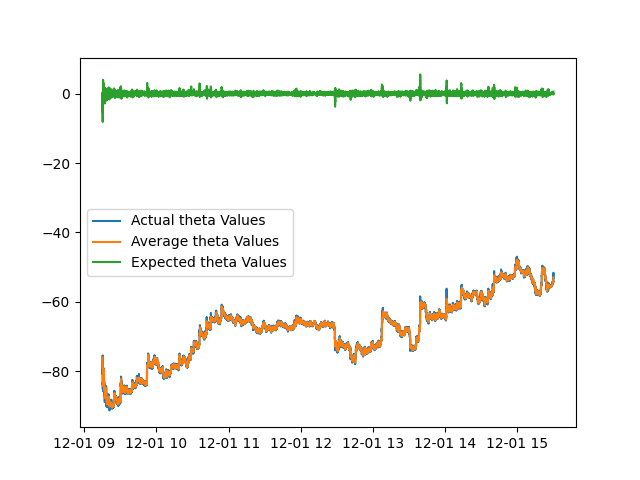 0
−20
−40
−60
−80
Actual theta Values
Average theta Values
Expected theta Values
12-01 09 12-01 10 12-01 11 12-01 12 12-01 13 12-01 14 12-01 15